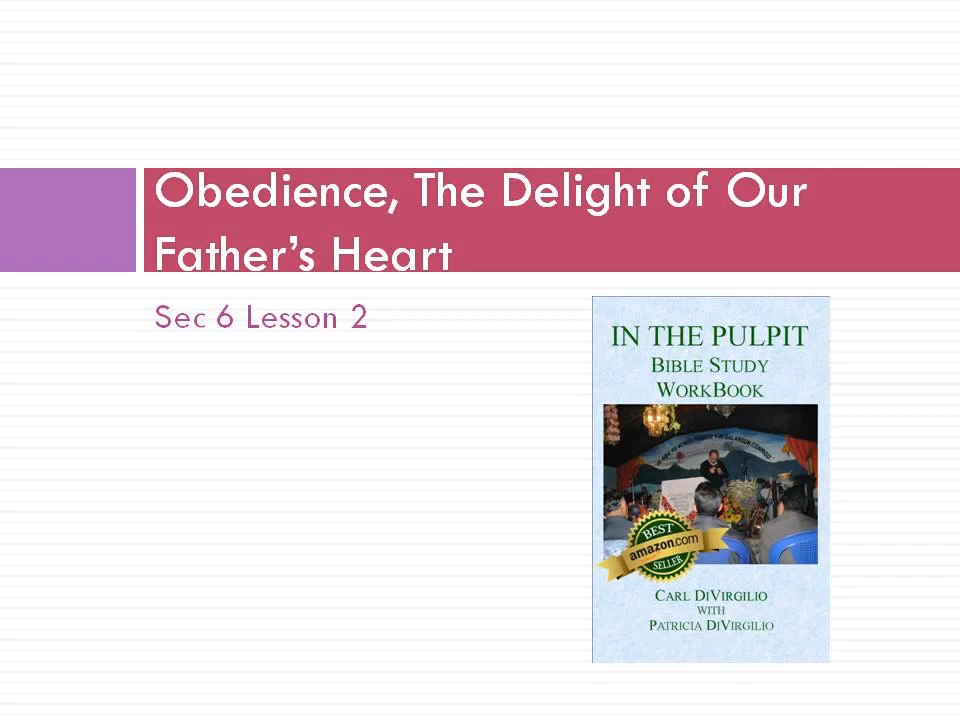 Obedience, The Delight of Our
Father's Heart
Sec 6 Lesson 2
IN THE PULPIT
BIBLE STUDY
WORKBOOK
BEST
amazon.com
SELLER
CARL DIVIRGILIO
WITH
PATRICIA DIVIRGILIO